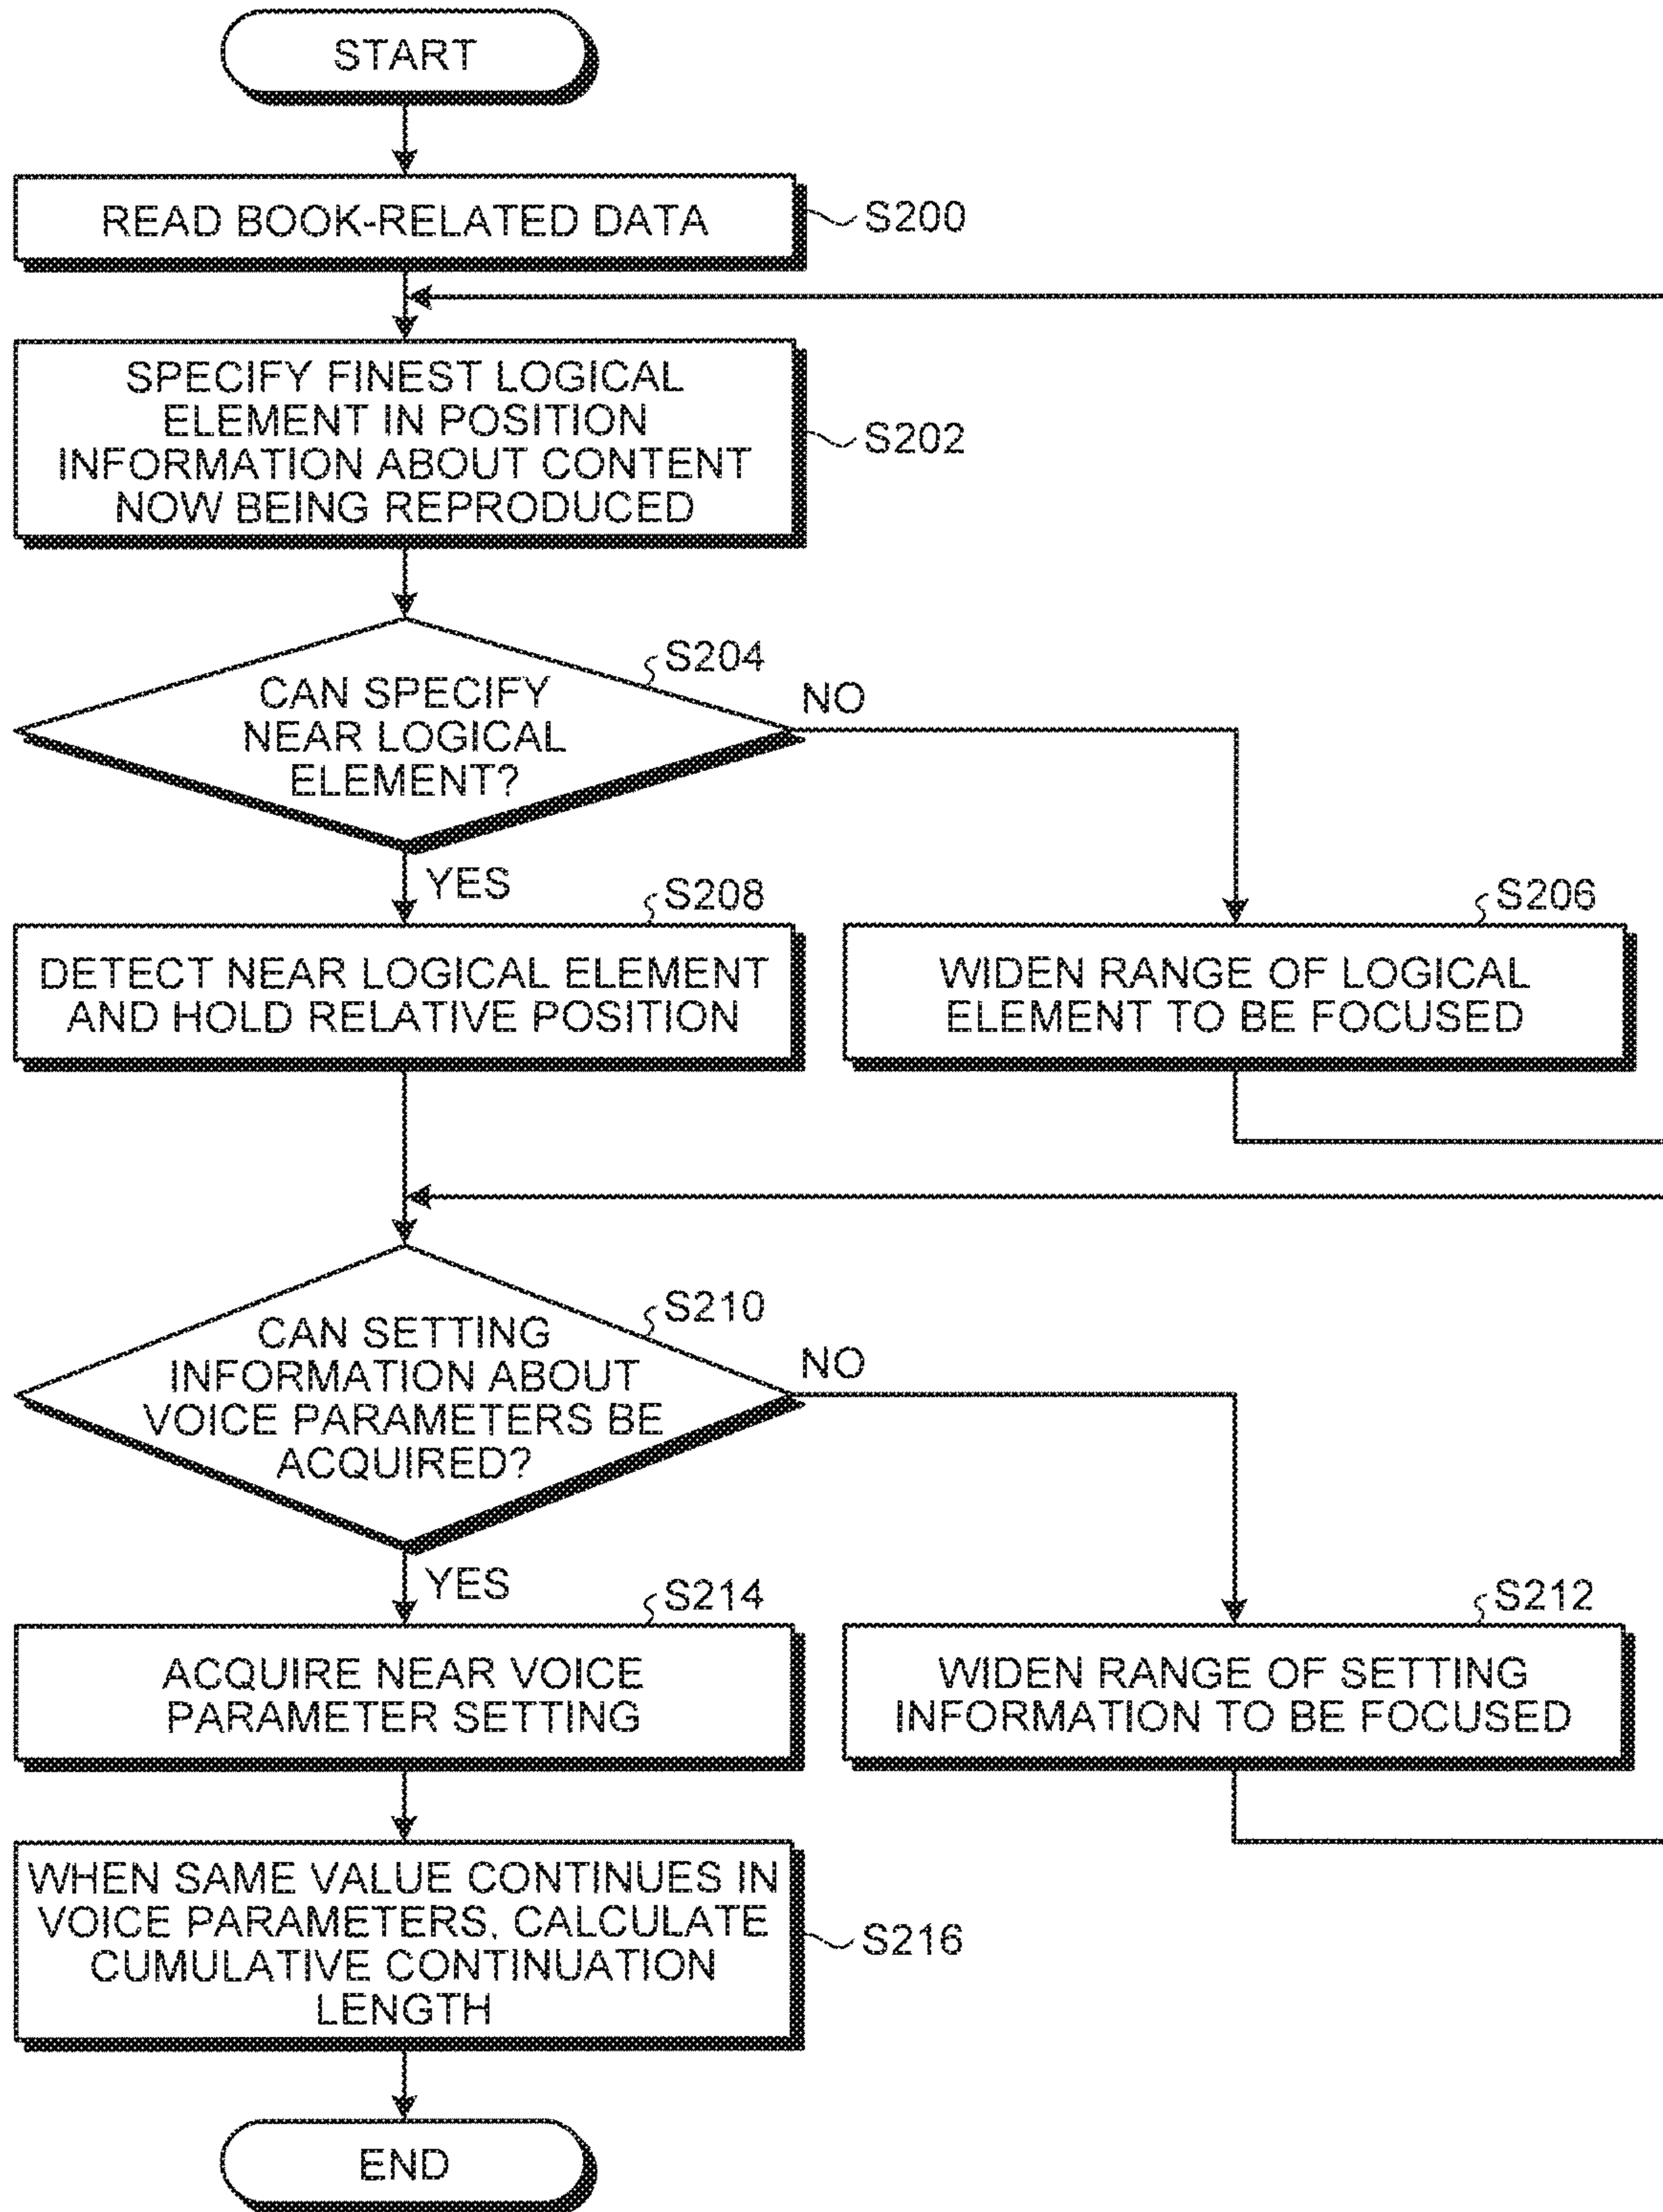 START
READ BOOK-RELATED DATA
S200
SPECIFY FINEST LOGICAL
ELEMENT IN POSITION
INFORMATION ABOUT CONTENT
NOW BEING REPRODUCED
S202
S204
CAN SPECIFY
NEAR LOGICAL
ELEMENT?
NO
YES
S208
DETECT NEAR LOGICAL ELEMENT
AND HOLD RELATIVE POSITION
S206
WIDEN RANGE OF LOGICAL
ELEMENT TO BE FOCUSED
S210
CAN SETTING
INFORMATION ABOUT
VOICE PARAMETERS BE
ACQUIRED?
NO
YES
S214
ACQUIRE NEAR VOICE
PARAMETER SETTING
S212
WIDEN RANGE OF SETTING
INFORMATION TO BE FOCUSED
WHEN SAME VALUE CONTINUES IN
VOICE PARAMETERS, CALCULATE
CUMULATIVE CONTINUATION
LENGTH
S216
END